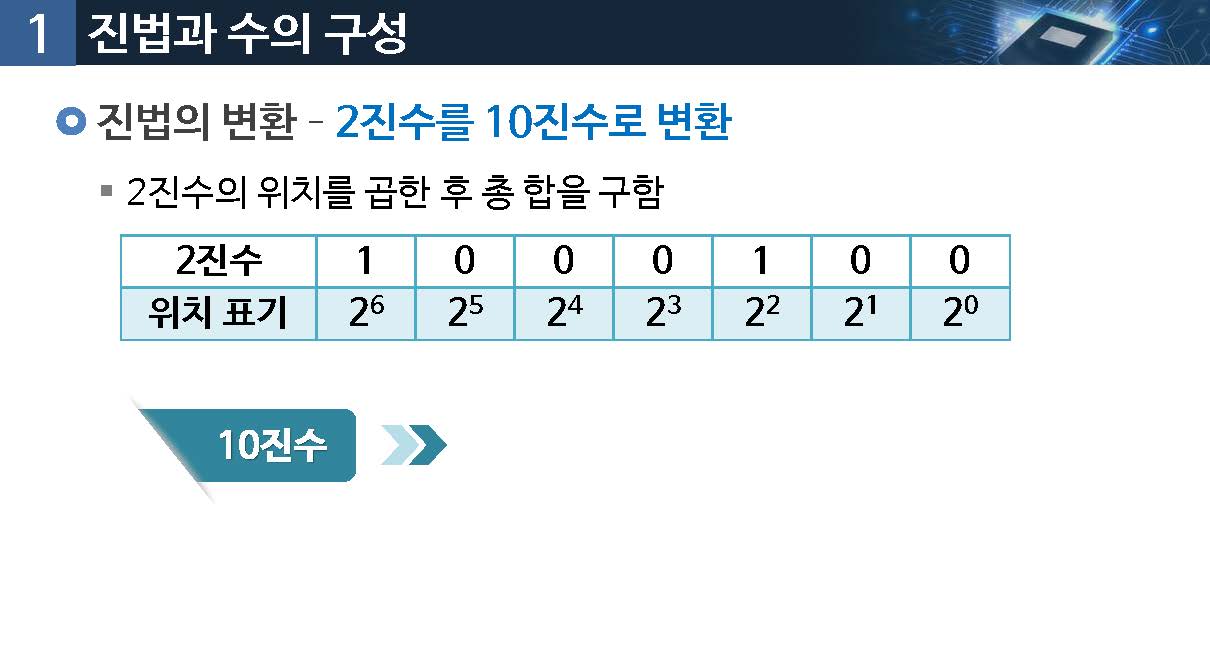 1 진법과 수의 구성
진법의 변환 – 2진수를 10진수로 변환
▪ 2진수의 위치를 곱한 후 총 합을 구함
2진수 1 0 0 0 1 0 0
위치 표기 2⁶ 2⁵ 2⁴ 2³ 2² 2¹ 2⁰
10진수